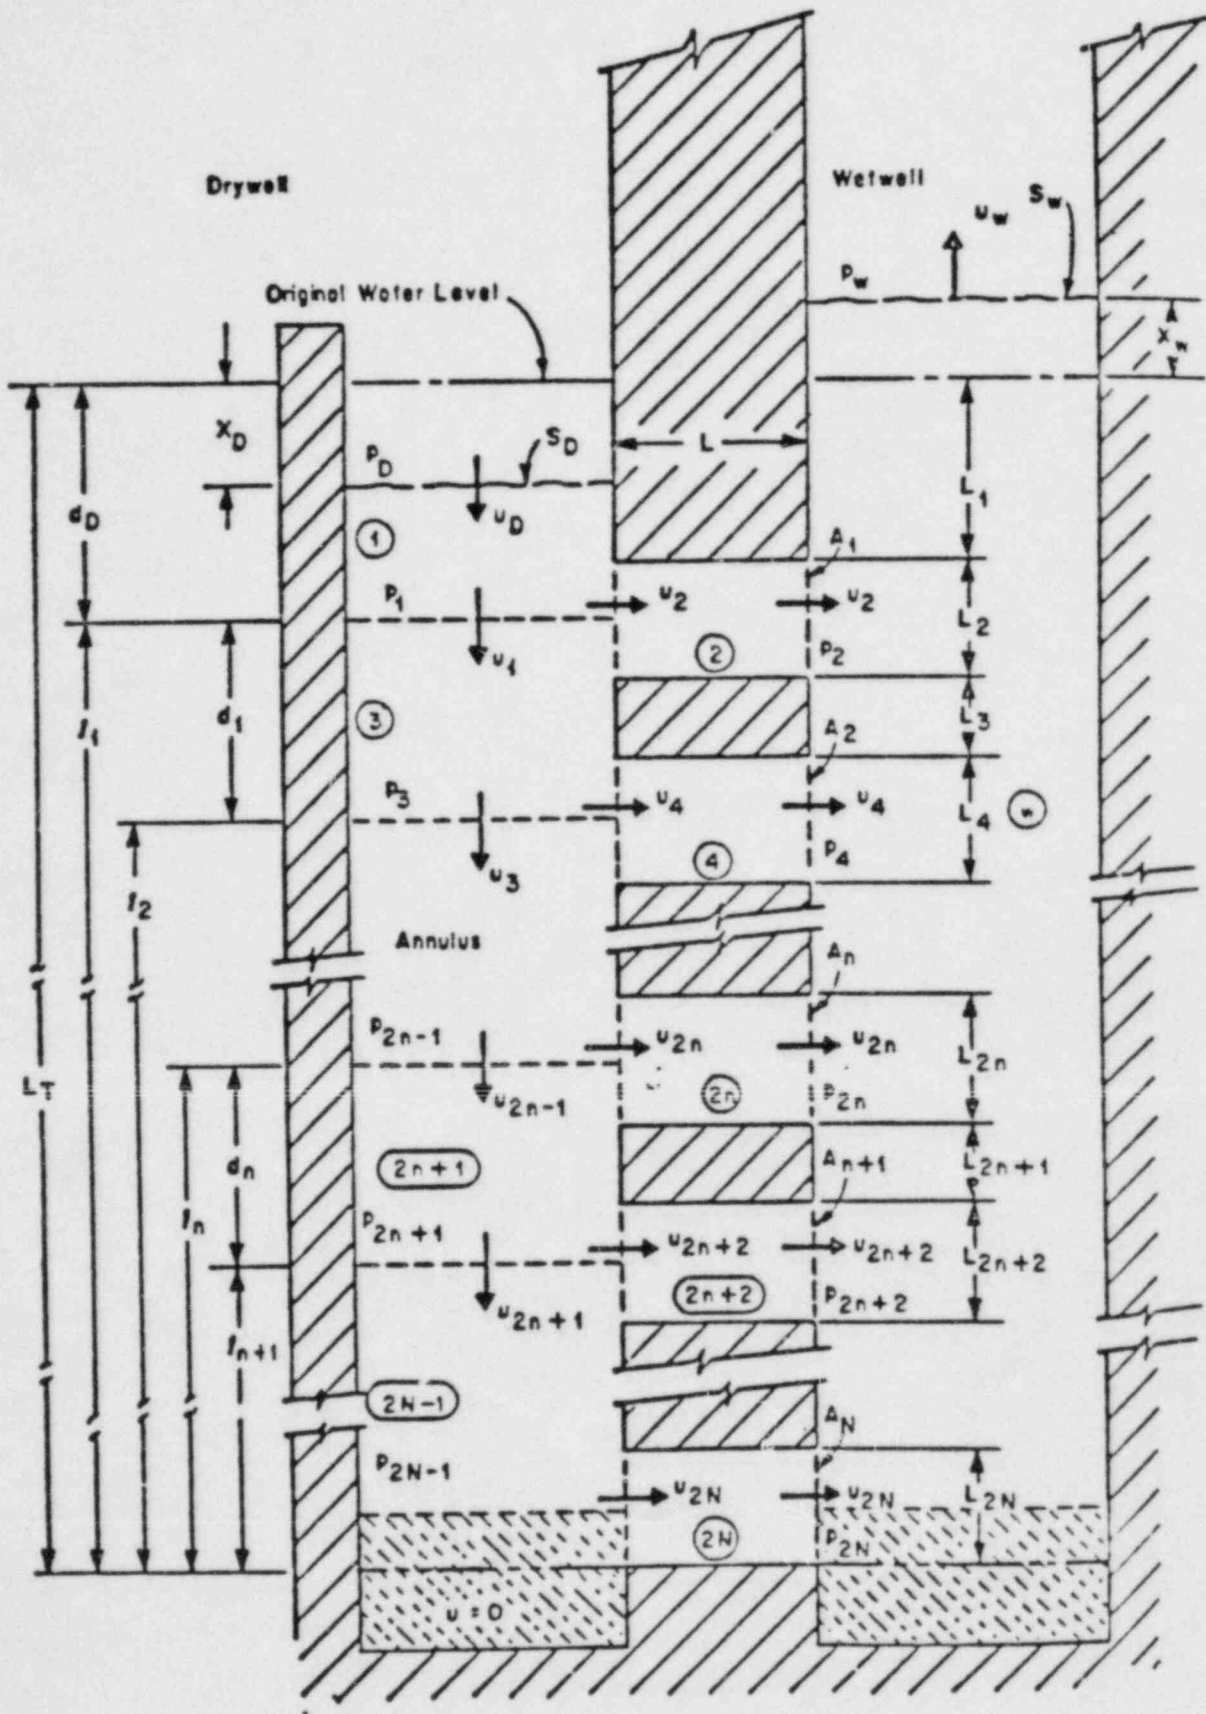 Drywell
Wetwell
S_w
u_w
P_w
Original Water Level
X_w
X_D
P_D
S_D
L
L_1
d_D
u_D
1
A_1
P_1
u_2
u_2
L_2
u_1
2
P_2
d_1
3
L_3
l_1
A_2
P_3
u_4
u_4
L_4
w
u_3
4
P_4
l_2
Annulus
A_n
P_2n-1
u_2n
u_2n
L_2n
L_T
u_2n-1
2n
P_2n
d_n
2n+1
A_n+1
L_2n+1
l_n
P_2n+1
u_2n+2
u_2n+2
L_2n+2
2n+2
P_2n+2
u_2n+1
l_n+1
2N-1
A_N
P_2N-1
u_2N
u_2N
L_2N
2N
P_2N
u=0